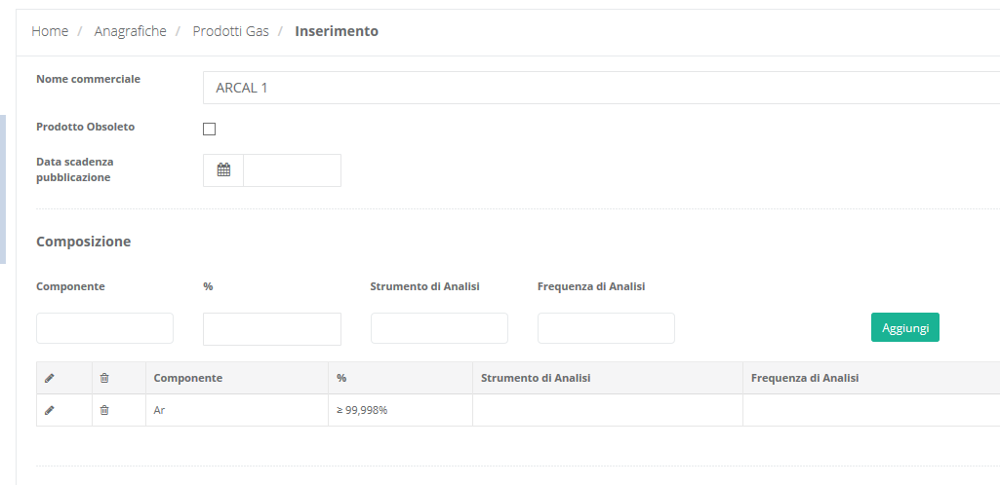 Home / Anagrafiche / Prodotti Gas / Inserimento
Nome commerciale
ARCAL 1
Prodotto Obsoleto
Data scadenza
pubblicazione
Composizione
Componente % Strumento di Analisi Frequenza di Analisi
Aggiungi
Componente % Strumento di Analisi Frequenza di Analisi
Ar ≥ 99,998%